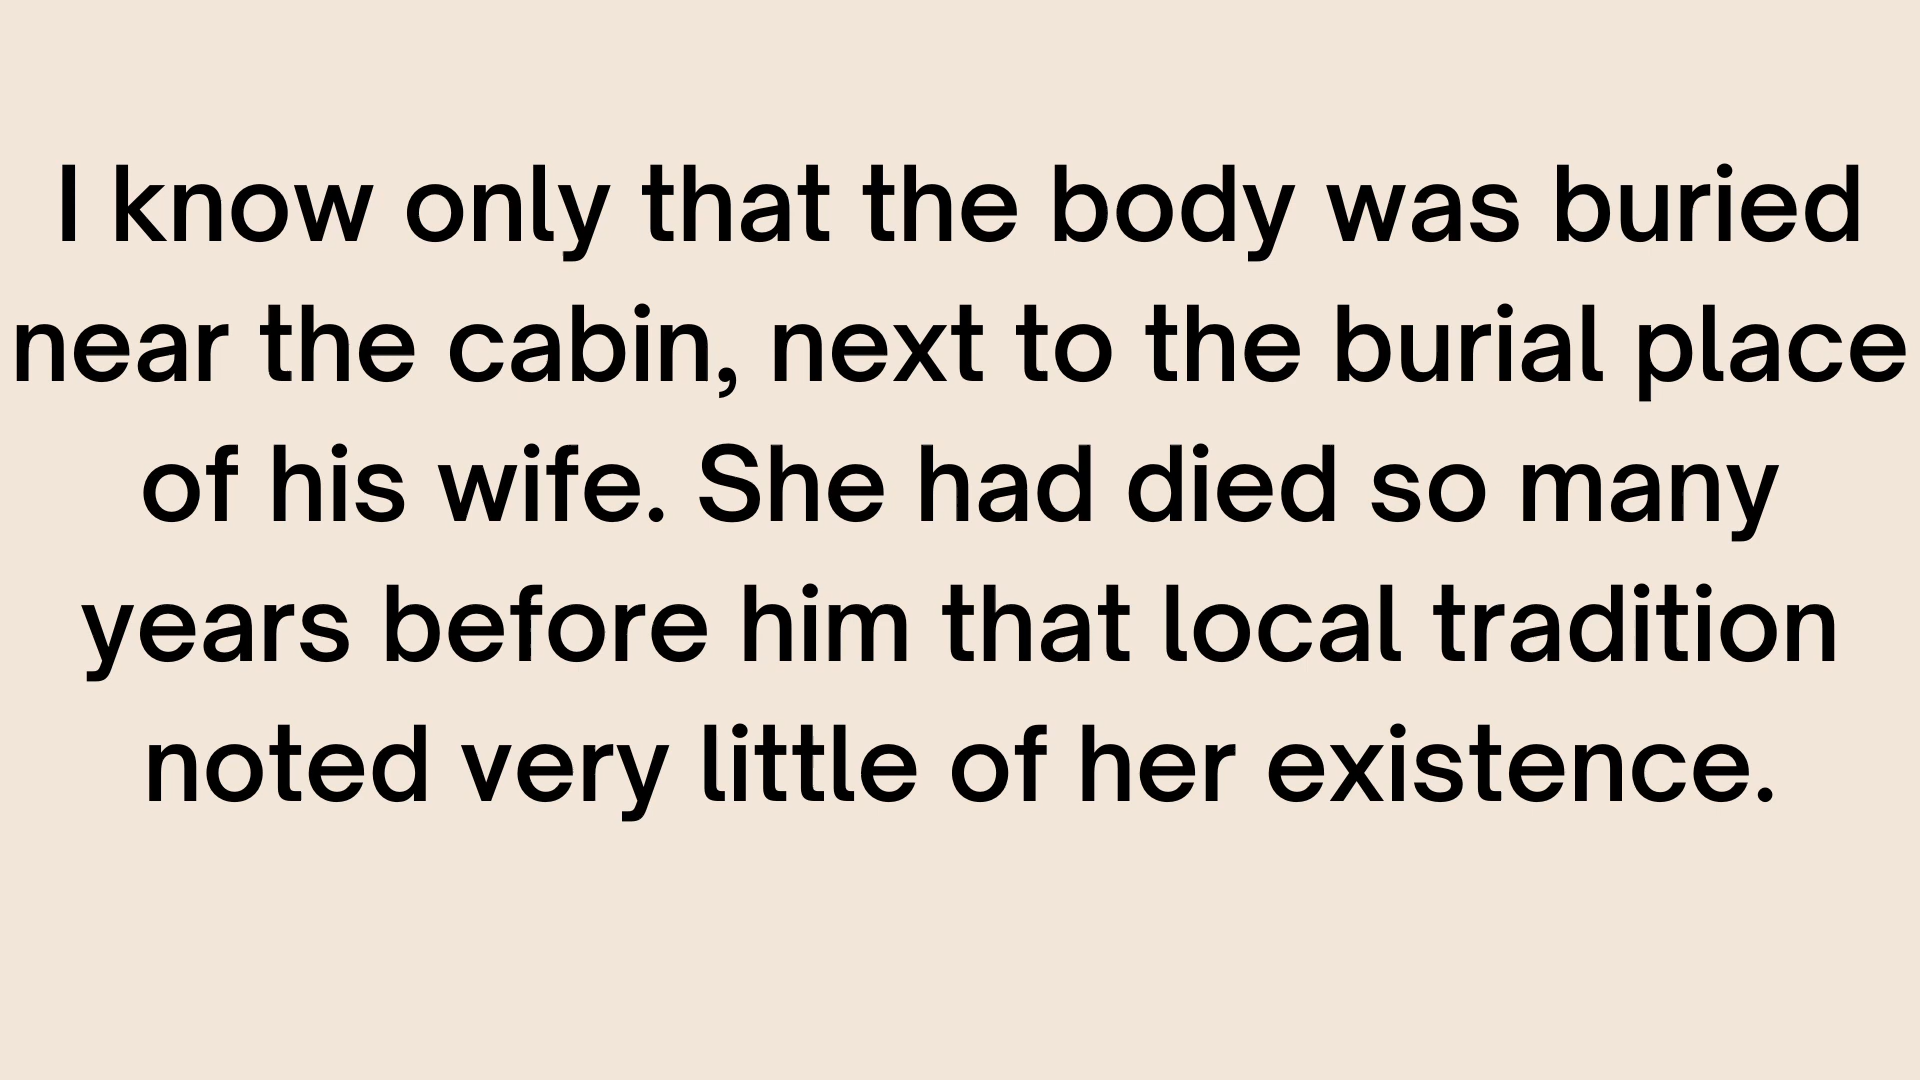 I know only that the body was buried
near the cabin, next to the burial place
of his wife. She had died so many
years before him that local tradition
noted very little of her existence.